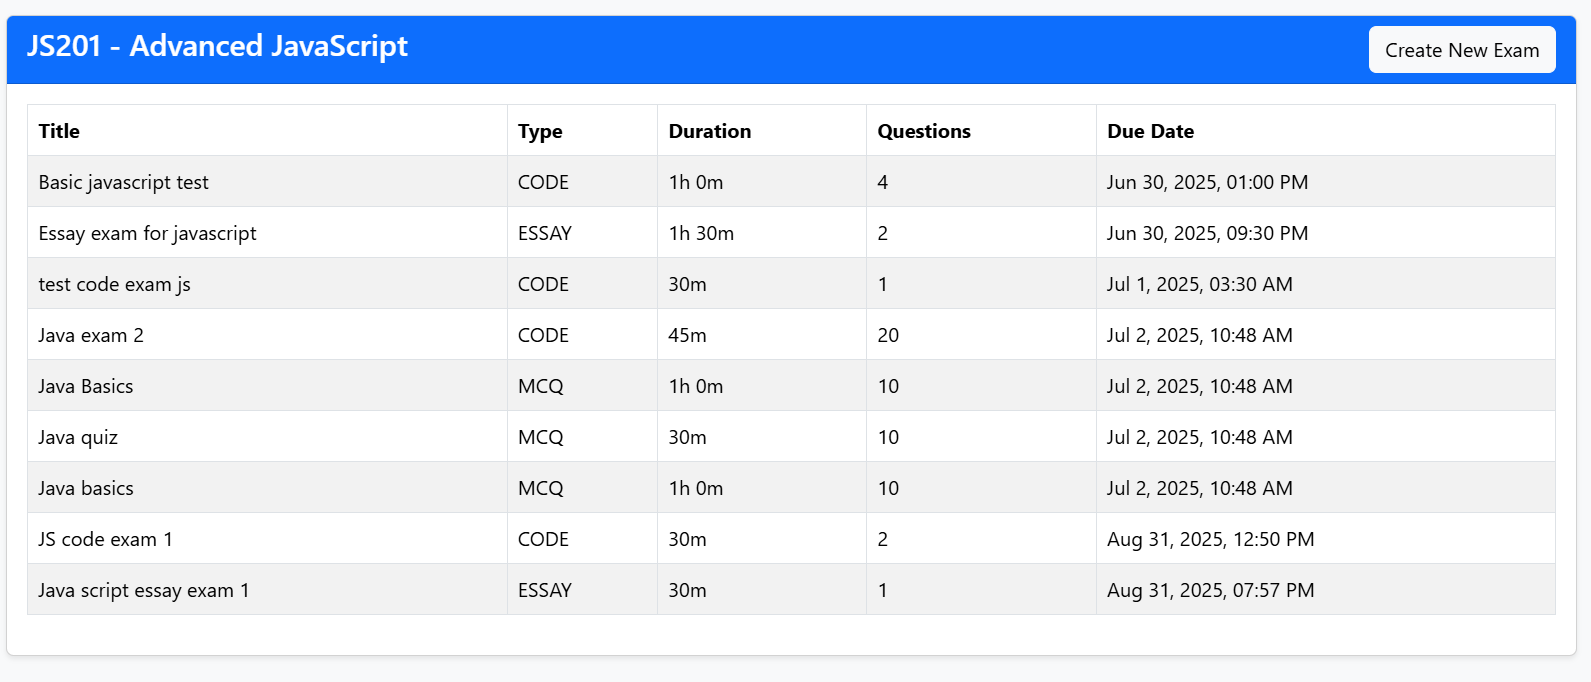 JS201 - Advanced JavaScript
Create New Exam
Title Type Duration Questions Due Date
Basic javascript test CODE 1h 0m 4 Jun 30, 2025, 01:00 PM
Essay exam for javascript ESSAY 1h 30m 2 Jun 30, 2025, 09:30 PM
test code exam js CODE 30m 1 Jul 1, 2025, 03:30 AM
Java exam 2 CODE 45m 20 Jul 2, 2025, 10:48 AM
Java Basics MCQ 1h 0m 10 Jul 2, 2025, 10:48 AM
Java quiz MCQ 30m 10 Jul 2, 2025, 10:48 AM
Java basics MCQ 1h 0m 10 Jul 2, 2025, 10:48 AM
JS code exam 1 CODE 30m 2 Aug 31, 2025, 12:50 PM
Java script essay exam 1 ESSAY 30m 1 Aug 31, 2025, 07:57 PM